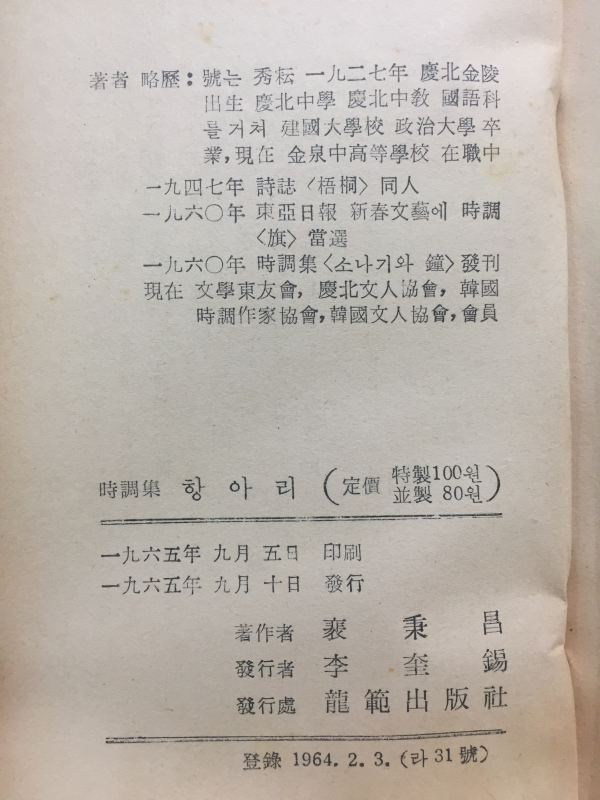 著者 略歷: 號는 秀耘 一九二七年 慶北金陵
出生 慶北中學 慶北中敎 國語科
를거쳐 建國大學校 政治大學 卒
業, 現在 金泉中高等學校 在職中
一九四七年 詩誌〈梧桐〉同人
一九六〇年 東亞日報 新春文藝에 時調
〈旗〉當選
一九六〇年 時調集〈소나기와 鐘〉發刊
現在 文學東友會, 慶北文人協會, 韓國
時調作家協會, 韓國文人協會, 會員
時調集 항아리 (定價 特製100원
並製 80원)
一九六五年 九月 五日 印刷
一九六五年 九月 十日 發行
著作者 裵秉昌
發行者 李奎錫
發行處 龍範出版社
登錄 1964. 2. 3. (라31號)